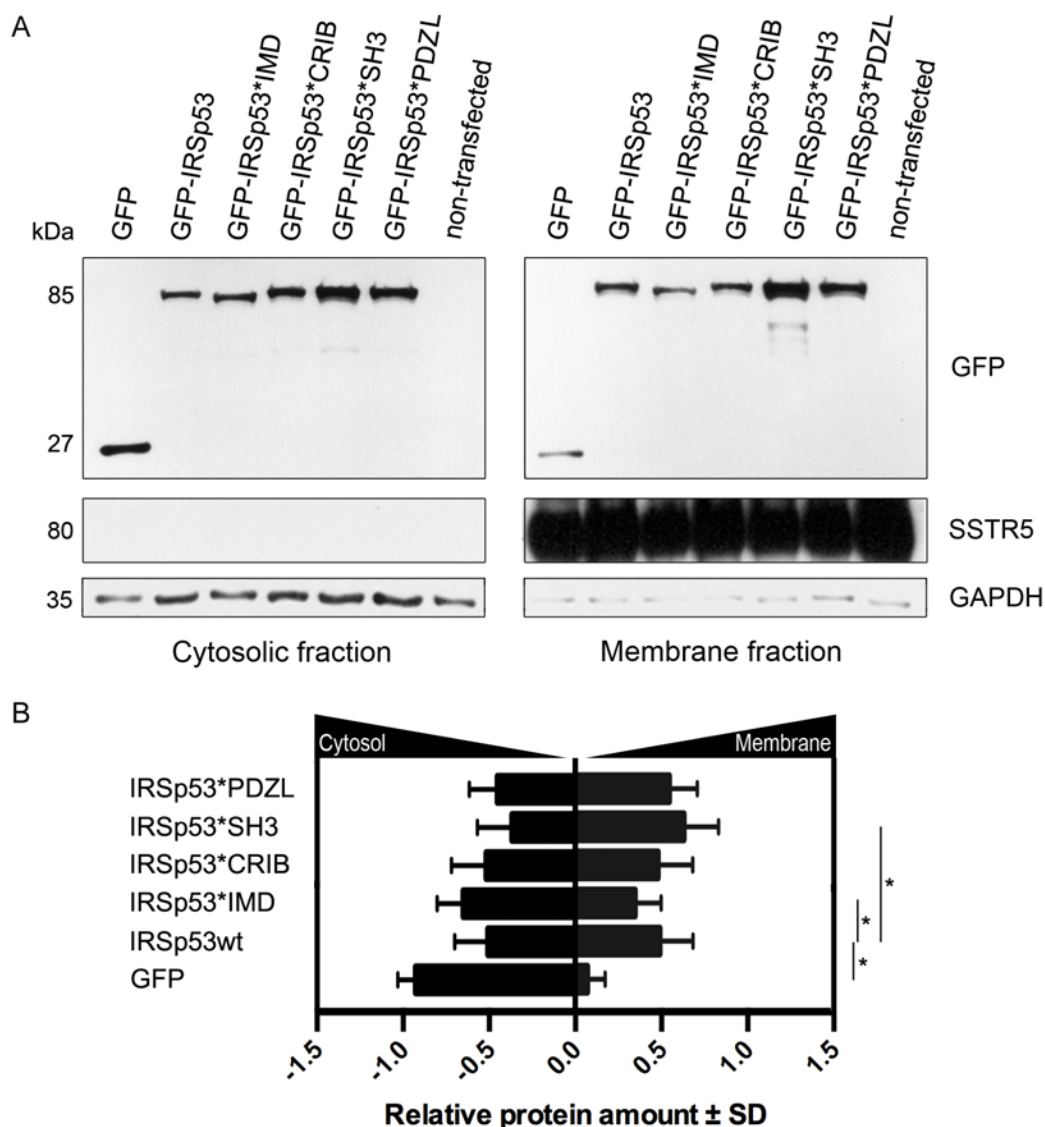 A
GFP
GFP-IRSp53
GFP-IRSp53*IMD
GFP-IRSp53*CRIB
GFP-IRSp53*SH3
GFP-IRSp53*PDZL
non-transfected
GFP
GFP-IRSp53
GFP-IRSp53*IMD
GFP-IRSp53*CRIB
GFP-IRSp53*SH3
GFP-IRSp53*PDZL
non-transfected
kDa
85
GFP
27
80
SSTR5
35
GAPDH
Cytosolic fraction
Membrane fraction
B
Cytosol
Membrane
IRSp53*PDZL
IRSp53*SH3
IRSp53*CRIB
*
IRSp53*IMD
*
IRSp53wt
*
GFP
-1.5
-1.0
-0.5
0.0
0.5
1.0
1.5
Relative protein amount ± SD